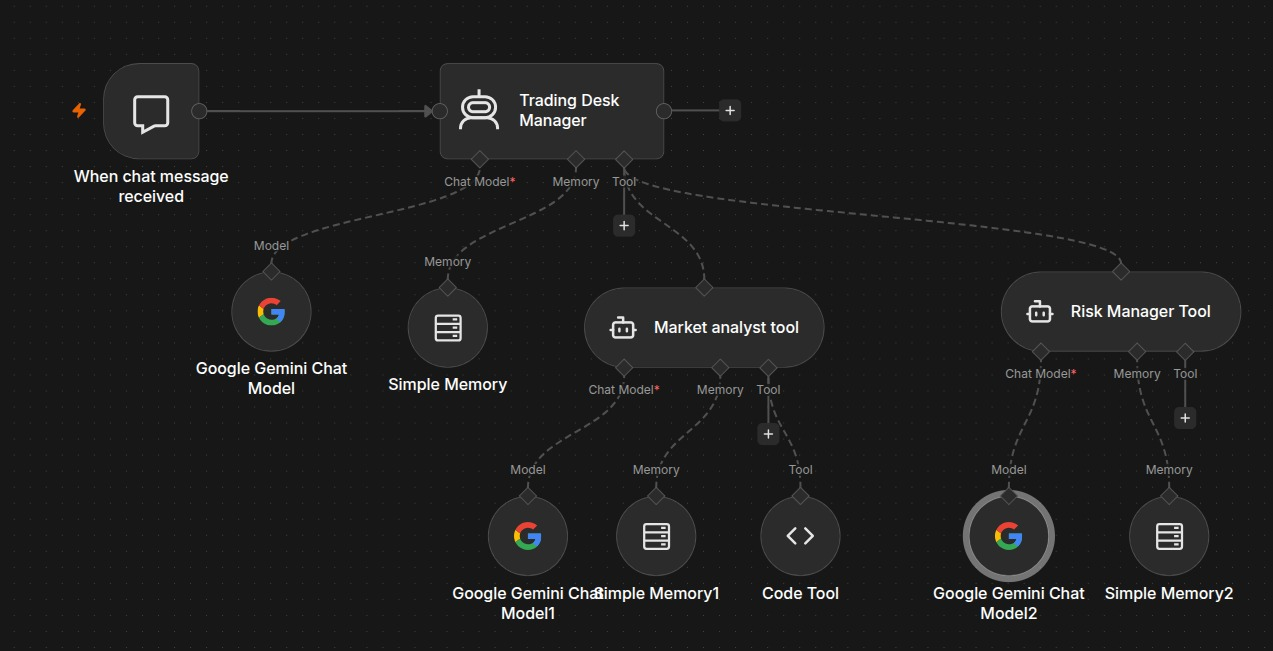 Trading Desk
Manager
When chat message
received
Chat Model*
Memory
Tool
Model
Memory
Google Gemini Chat
Model
Simple Memory
Market analyst tool
Risk Manager Tool
Chat Model*
Memory
Tool
Chat Model*
Memory
Tool
Model
Memory
Tool
Model
Memory
Google Gemini Chat
Model1
Simple Memory1
Code Tool
Google Gemini Chat
Model2
Simple Memory2